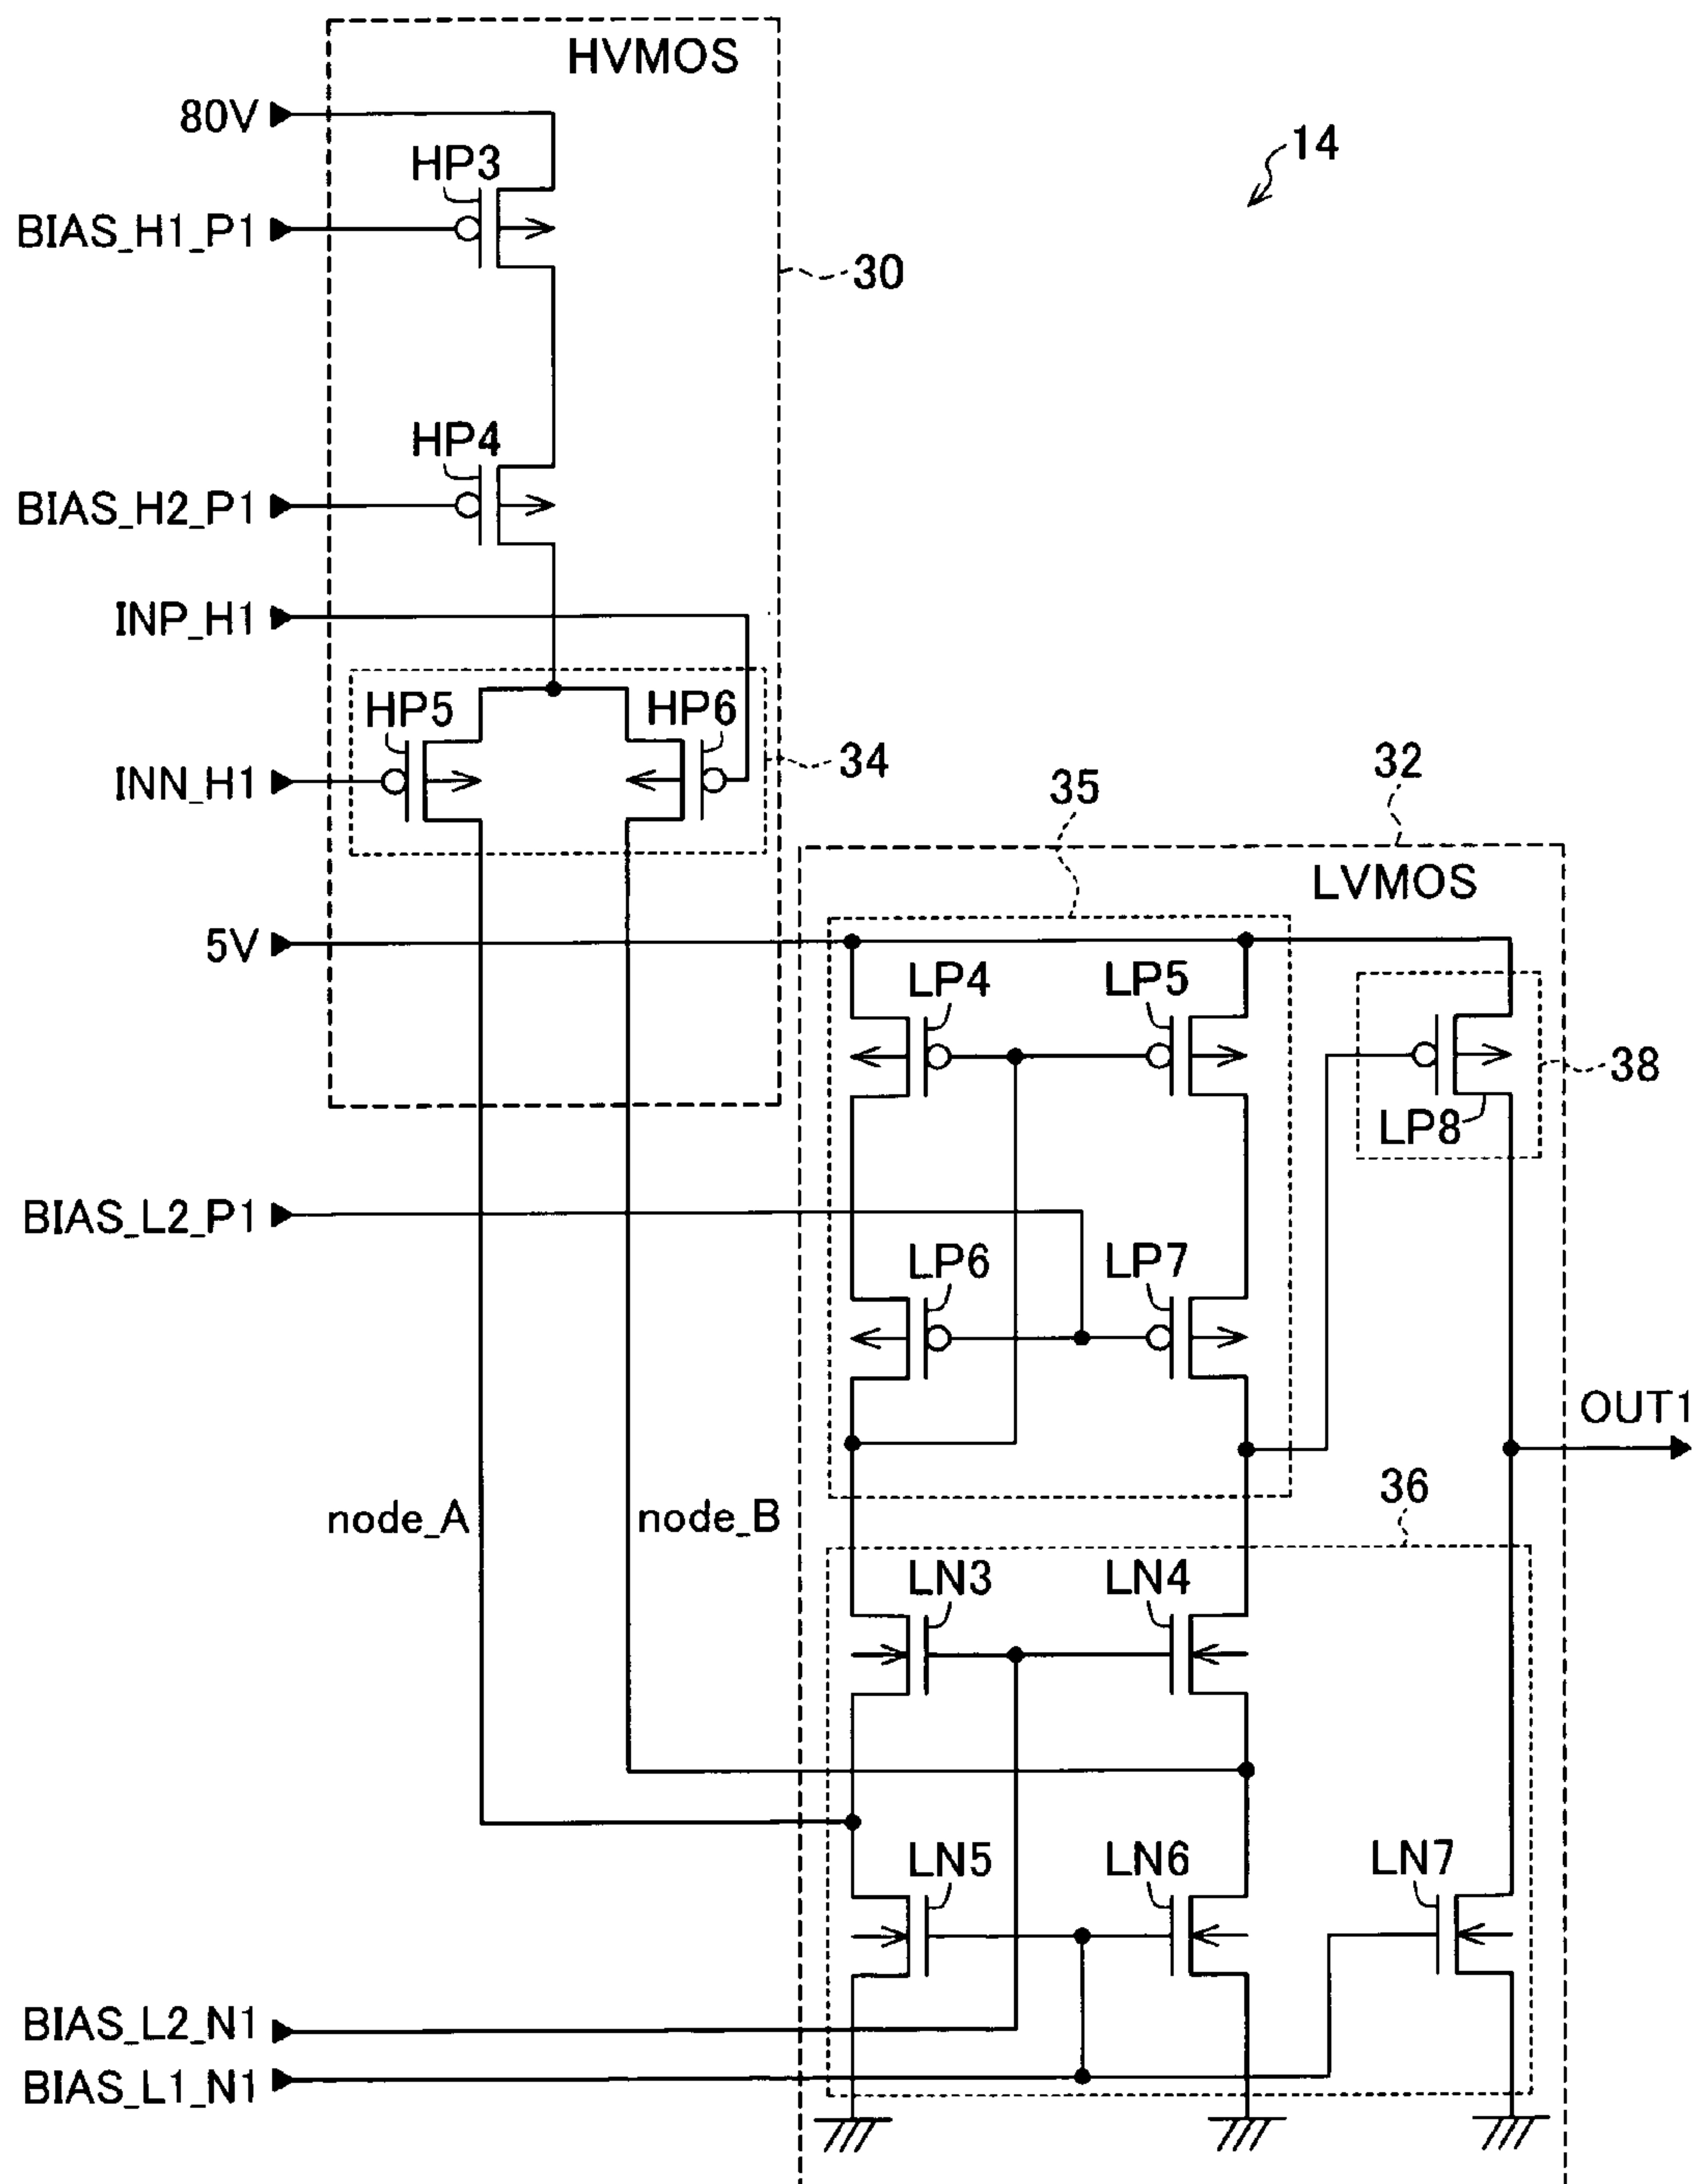 HVMOS
80V
HP3
14
BIAS_H1_P1
30
HP4
BIAS_H2_P1
INP_H1
HP5
HP6
34
32
INN_H1
35
LVMOS
5V
LP4
LP5
38
LP8
BIAS_L2_P1
LP6
LP7
OUT1
36
node_A
node_B
LN3
LN4
LN5
LN6
LN7
BIAS_L2_N1
BIAS_L1_N1